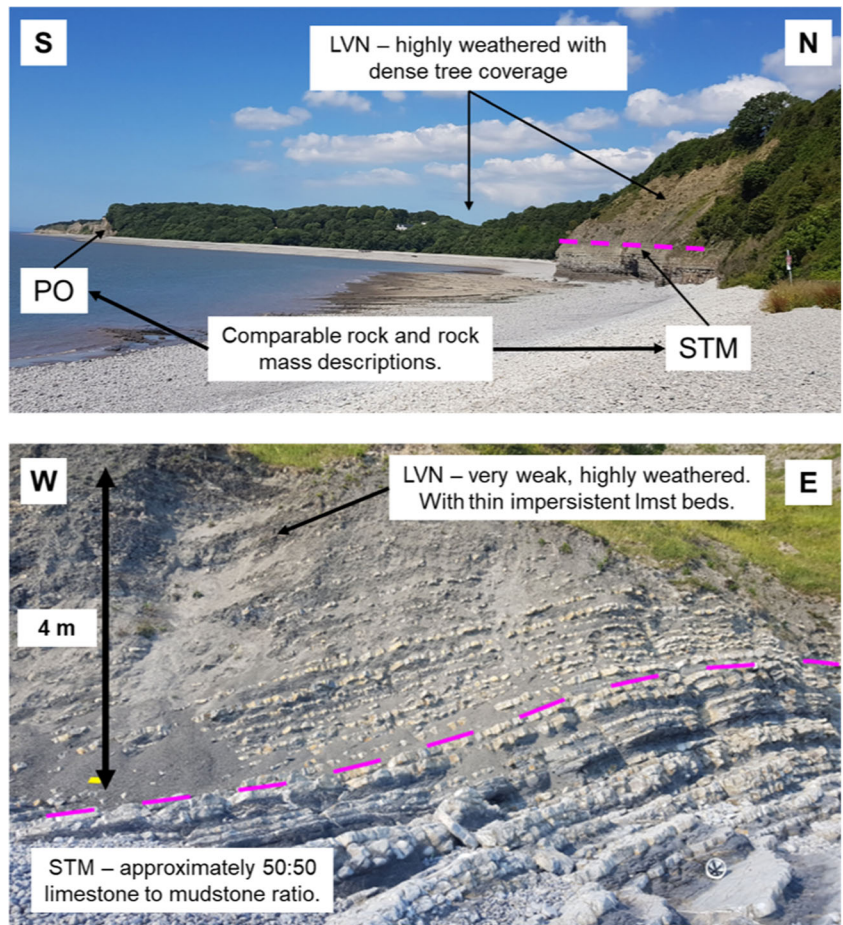 S
N
LVN – highly weathered with
dense tree coverage
PO
Comparable rock and rock
mass descriptions.
STM
W
E
LVN – very weak, highly weathered.
With thin impersistent lmst beds.
4 m
STM – approximately 50:50
limestone to mudstone ratio.